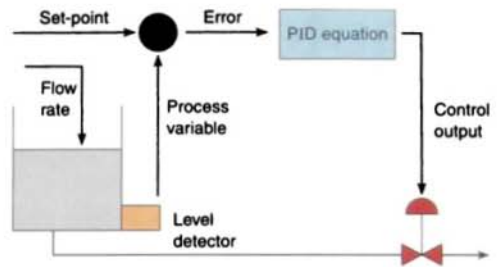 Set-point
Error
PID equation
Flow
rate
Process
variable
Control
output
Level
detector